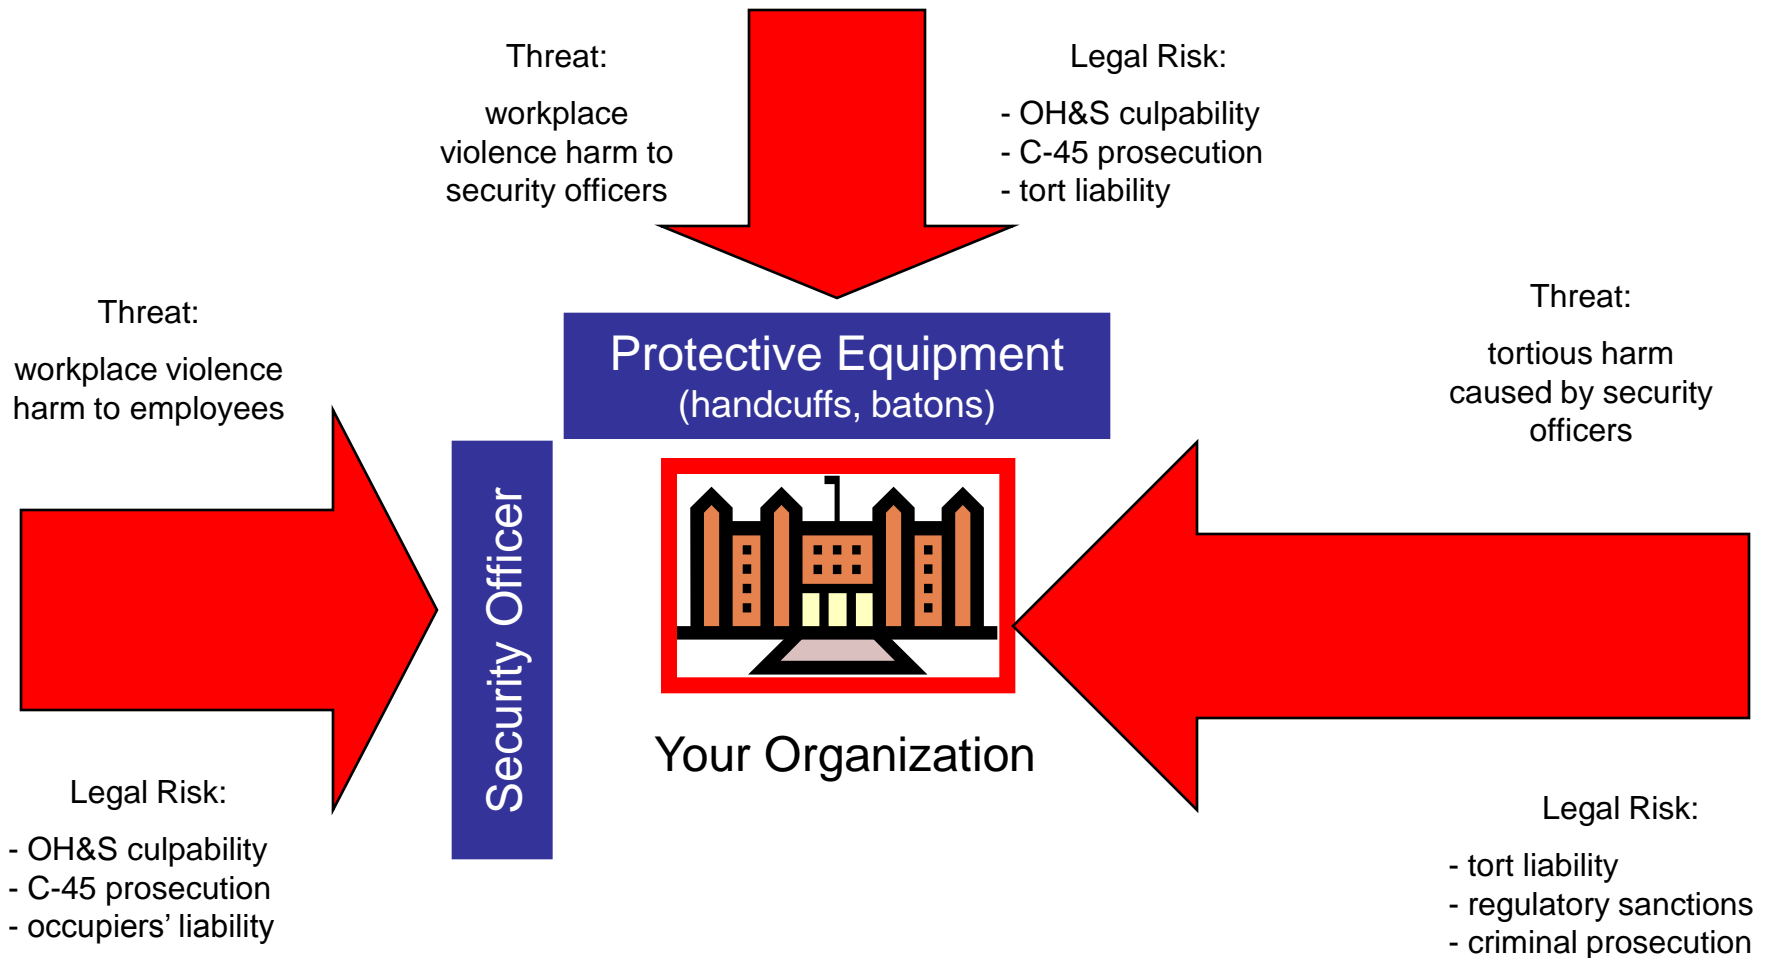 Threat:
workplace
violence harm to
security officers
Legal Risk:
- OH&S culpability
- C-45 prosecution
- tort liability
Threat:
workplace violence
harm to employees
Protective Equipment
(handcuffs, batons)
Threat:
tortious harm
caused by security
officers
Security Officer
Your Organization
Legal Risk:
- OH&S culpability
- C-45 prosecution
- occupiers’ liability
Legal Risk:
- tort liability
- regulatory sanctions
- criminal prosecution